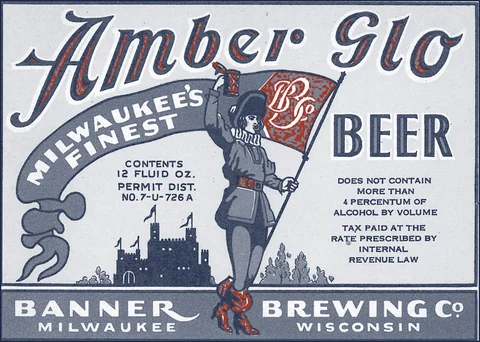 Amber Glo
MILWAUKEE'S
FINEST
BBCo
BEER
CONTENTS
12 FLUID OZ.
PERMIT DIST.
NO. 7-U-726A
DOES NOT CONTAIN
MORE THAN
4 PERCENTUM OF
ALCOHOL BY VOLUME
TAX PAID AT THE
RATE PRESCRIBED BY
INTERNAL
REVENUE LAW
BANNER BREWING Co.
MILWAUKEE WISCONSIN